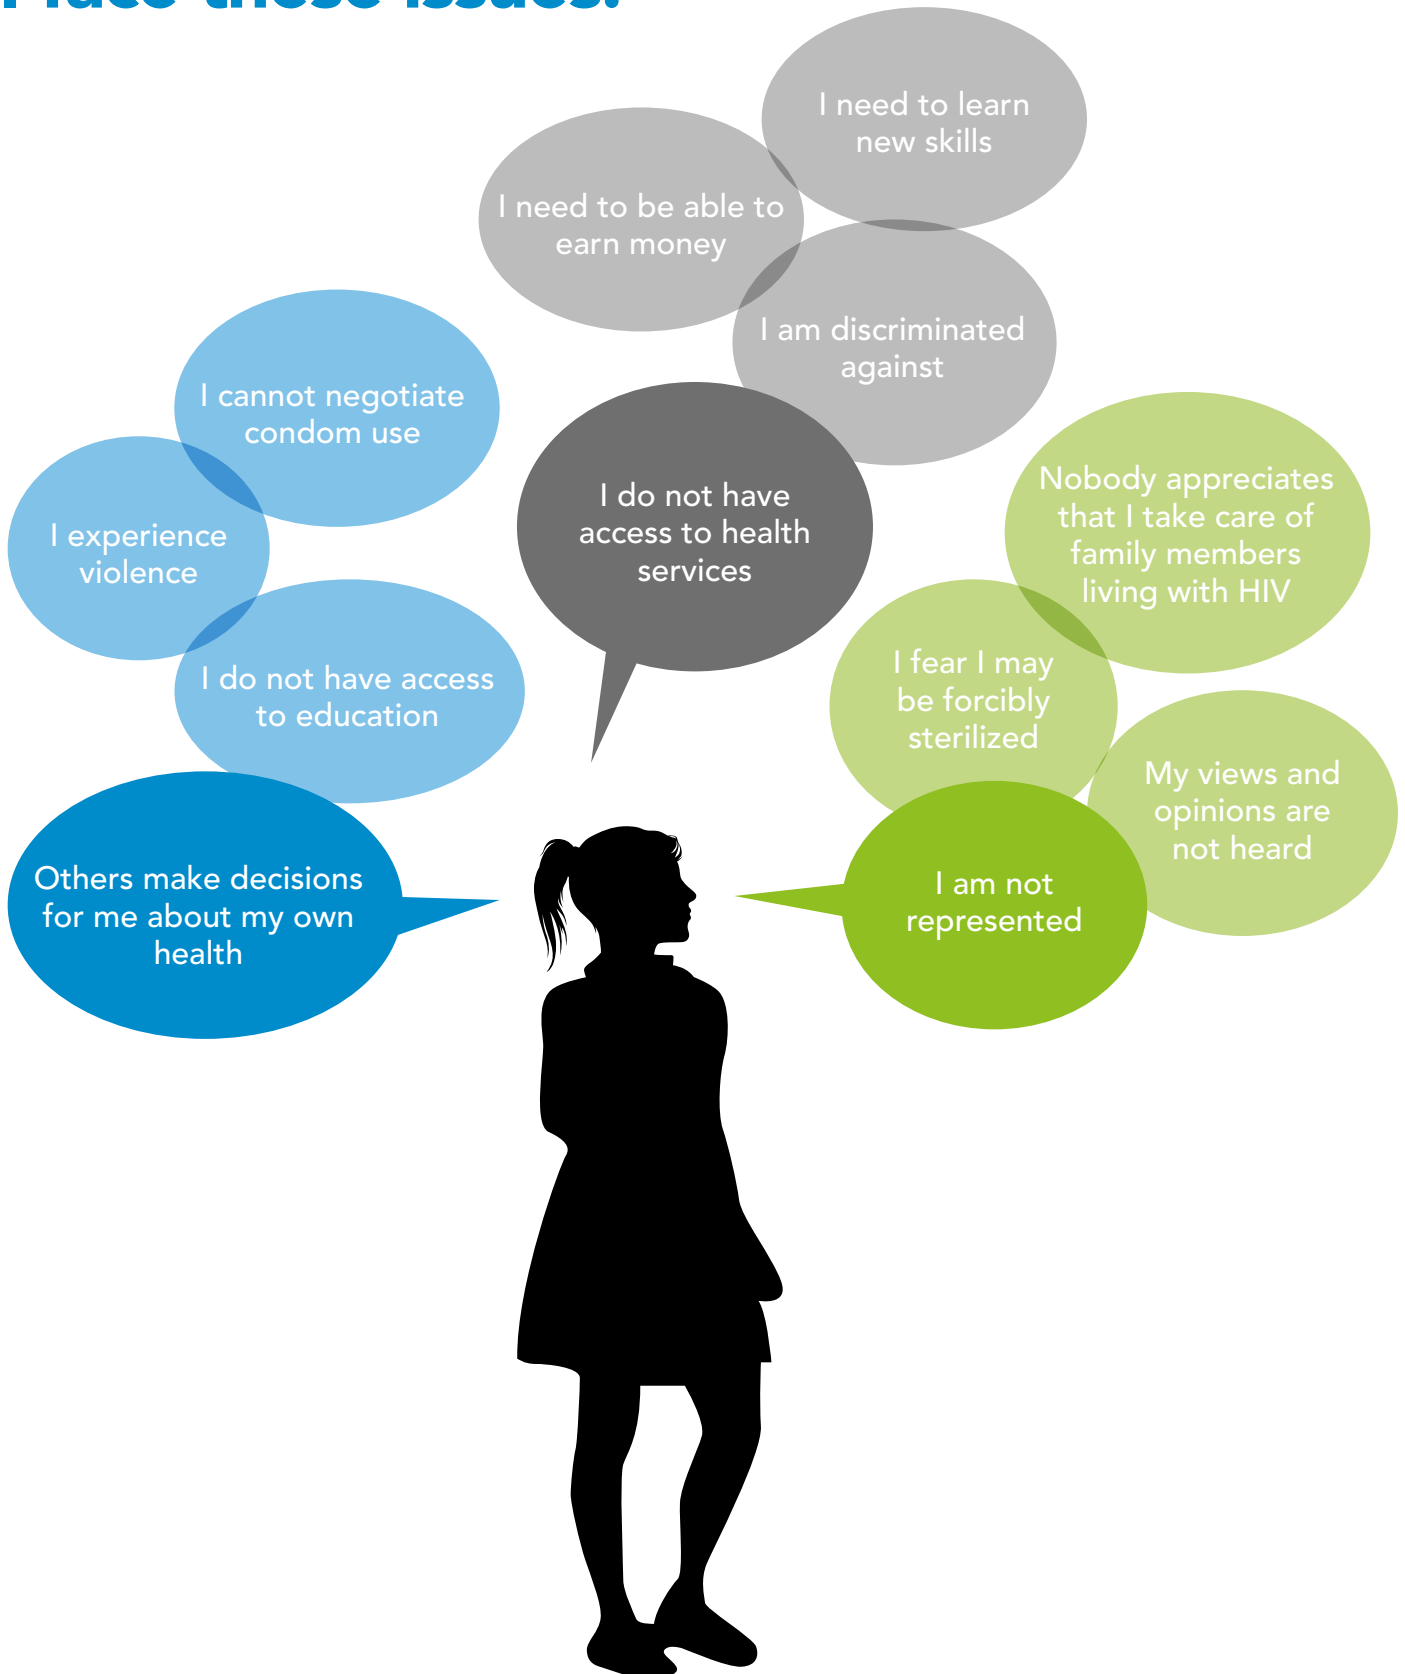 I face these issues:
I need to learn
new skills
I need to be able to
earn money
I am discriminated
against
I cannot negotiate
condom use
I experience
violence
I do not have access
to education
Others make decisions
for me about my own
health
I do not have
access to health
services
Nobody appreciates
that I take care of
family members
living with HIV
I fear I may
be forcibly
sterilized
My views and
opinions are
not heard
I am not
represented